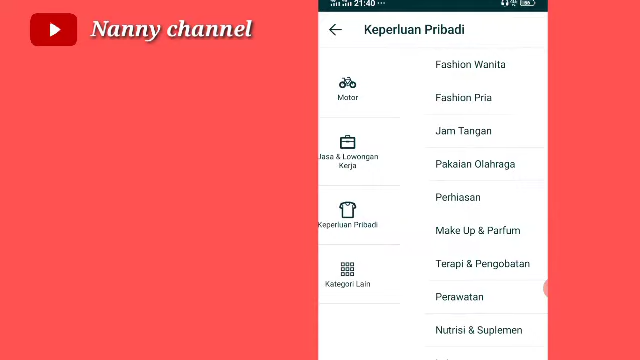 Nanny channel
21:40
Keperluan Pribadi
Motor
Jasa & Lowongan
Kerja
Keperluan Pribadi
Kategori Lain
Fashion Wanita
Fashion Pria
Jam Tangan
Pakaian Olahraga
Perhiasan
Make Up & Parfum
Terapi & Pengobatan
Perawatan
Nutrisi & Suplemen